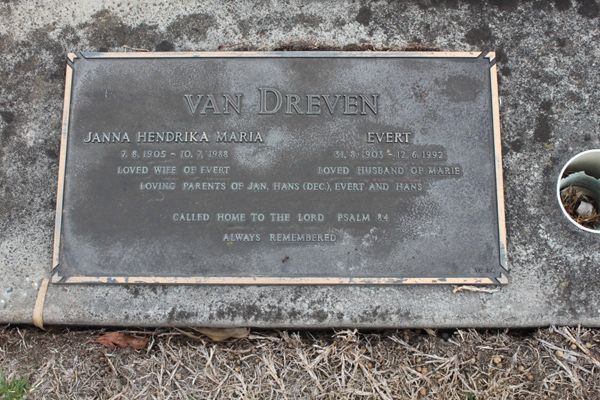 VAN DREVEN
JANNA HENDRIKA MARIA EVERT
7. 8. 1905 - 10. 7. 1988 31. 8. 1903 - 12. 6. 1992
LOVED WIFE OF EVERT LOVED HUSBAND OF MARIE
LOVING PARENTS OF JAN, HANS (DEC.), EVERT AND HANS
CALLED HOME TO THE LORD PSALM 84
ALWAYS REMEMBERED